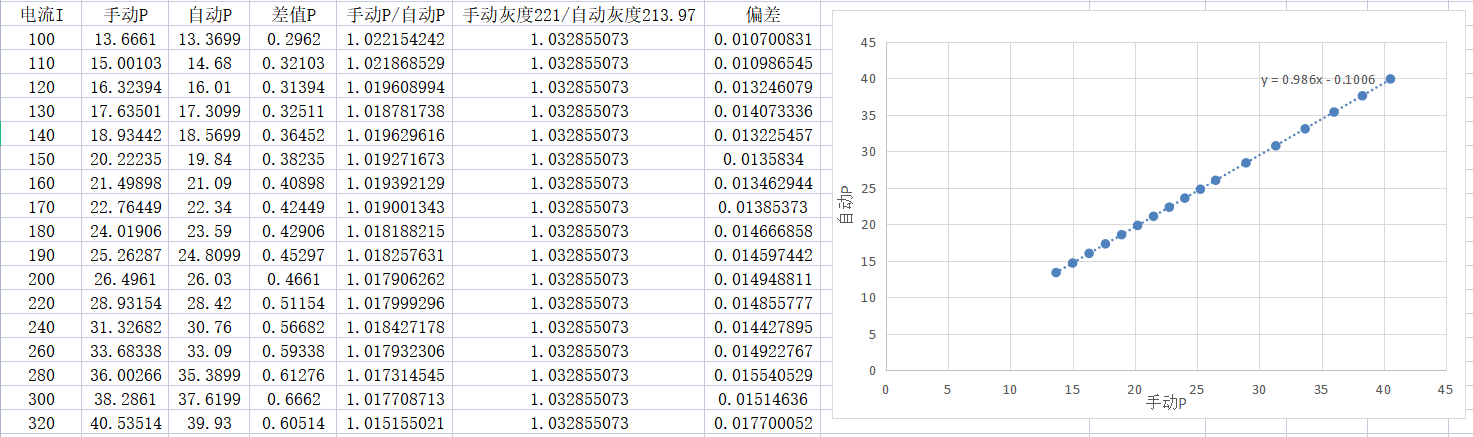 电流I 手动P 自动P 差值P 手动P/自动P 手动灰度221/自动灰度213.97 偏差
100 13.6661 13.3699 0.2962 1.022154242 1.032855073 0.010700831
110 15.00103 14.68 0.32103 1.021868529 1.032855073 0.010986545
120 16.32394 16.01 0.31394 1.019608994 1.032855073 0.013246079
130 17.63501 17.3099 0.32511 1.018781738 1.032855073 0.014073336
140 18.93442 18.5699 0.36452 1.019629616 1.032855073 0.013225457
150 20.22235 19.84 0.38235 1.019271673 1.032855073 0.0135834
160 21.49898 21.09 0.40898 1.019392129 1.032855073 0.013462944
170 22.76449 22.34 0.42449 1.019001343 1.032855073 0.01385373
180 24.01906 23.59 0.42906 1.018188215 1.032855073 0.014666858
190 25.26287 24.8099 0.45297 1.018257631 1.032855073 0.014597442
200 26.4961 26.03 0.4661 1.017906262 1.032855073 0.014948811
220 28.93154 28.42 0.51154 1.017999296 1.032855073 0.014855777
240 31.32682 30.76 0.56682 1.018427178 1.032855073 0.014427895
260 33.68338 33.09 0.59338 1.017932306 1.032855073 0.014922767
280 36.00266 35.3899 0.61276 1.017314545 1.032855073 0.015540529
300 38.2861 37.6199 0.6662 1.017708713 1.032855073 0.01514636
320 40.53514 39.93 0.60514 1.015155021 1.032855073 0.017700052
45
40
35
30
25
20
15
10
5
0
自动P
y = 0.986x - 0.1006
0 5 10 15 20 25 30 35 40 45
手动P